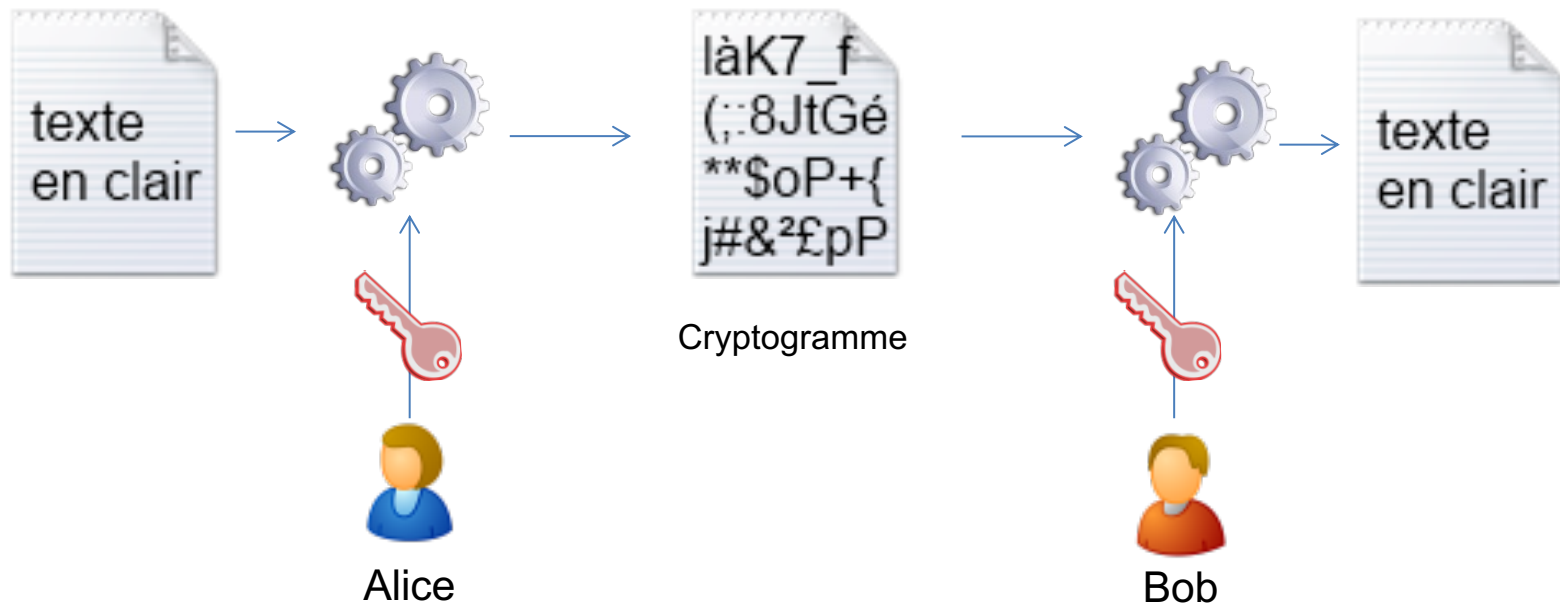 texte
en clair
làK7_f
(;:8JtGé
**$oP+{
j#&²£pP
texte
en clair
Cryptogramme
Alice
Bob